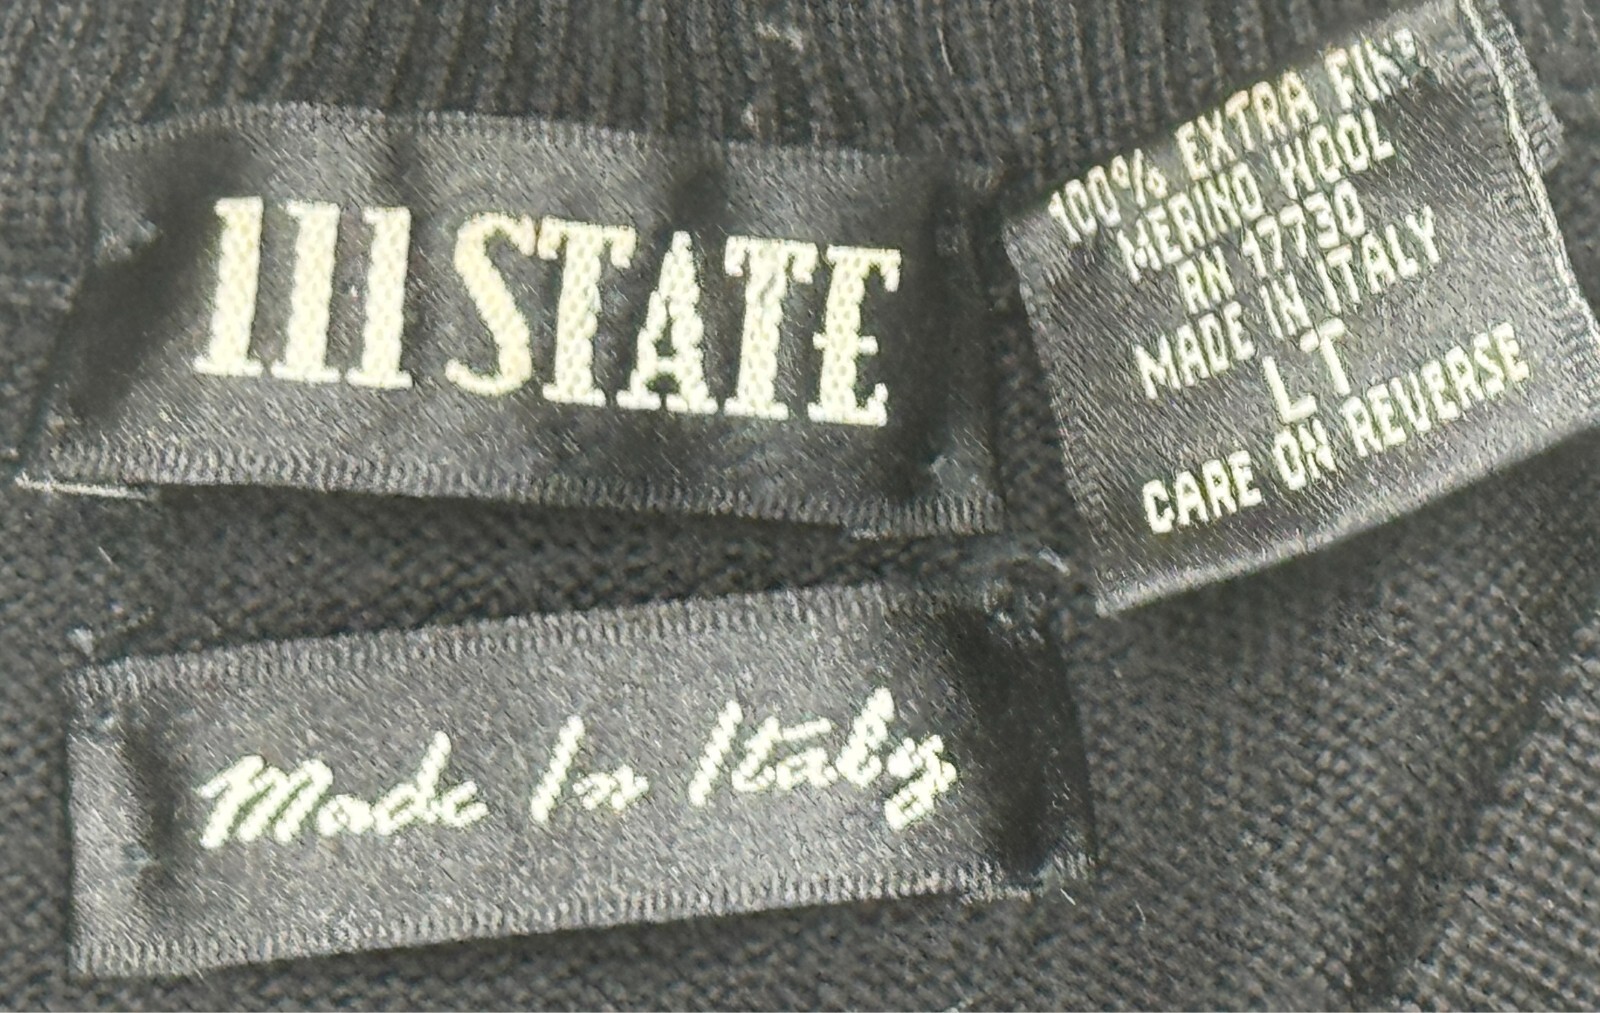 111 STATE
100% EXTRA FINE
MERINO WOOL
RN 17730
MADE IN ITALY
LT
CARE ON REVERSE
Made In Italy